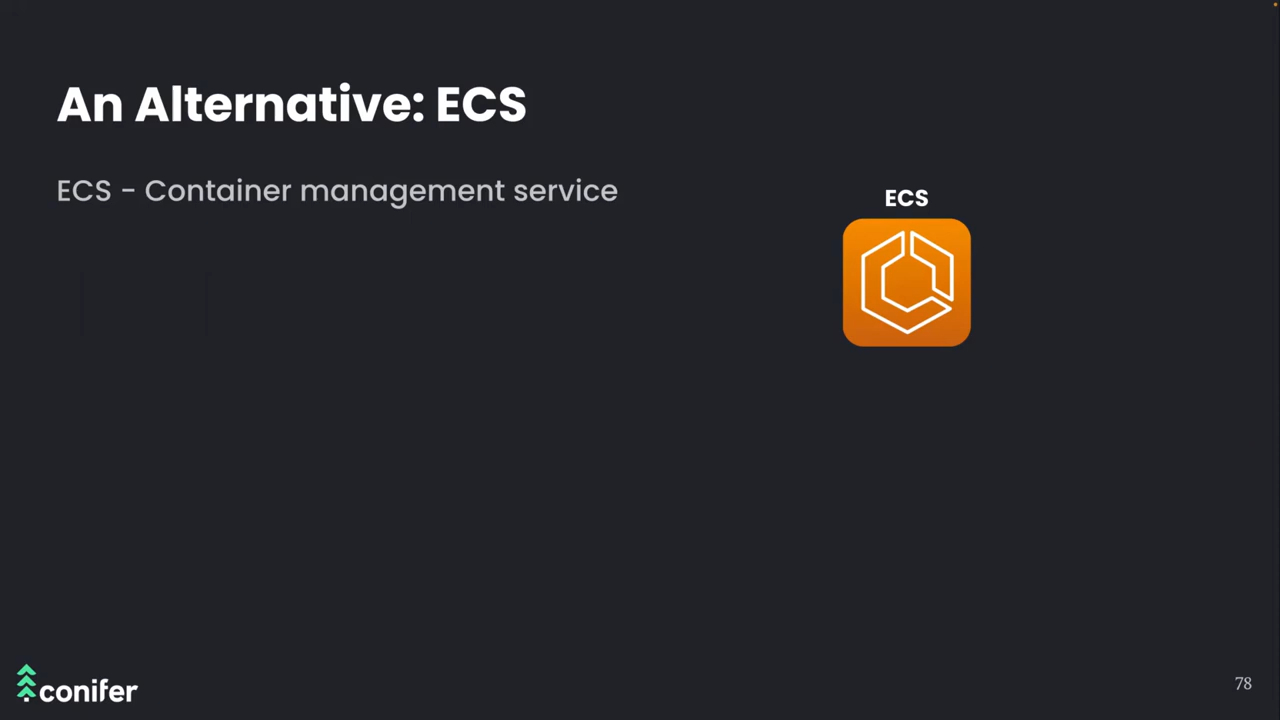 An Alternative: ECS
ECS - Container management service
ECS
conifer
78